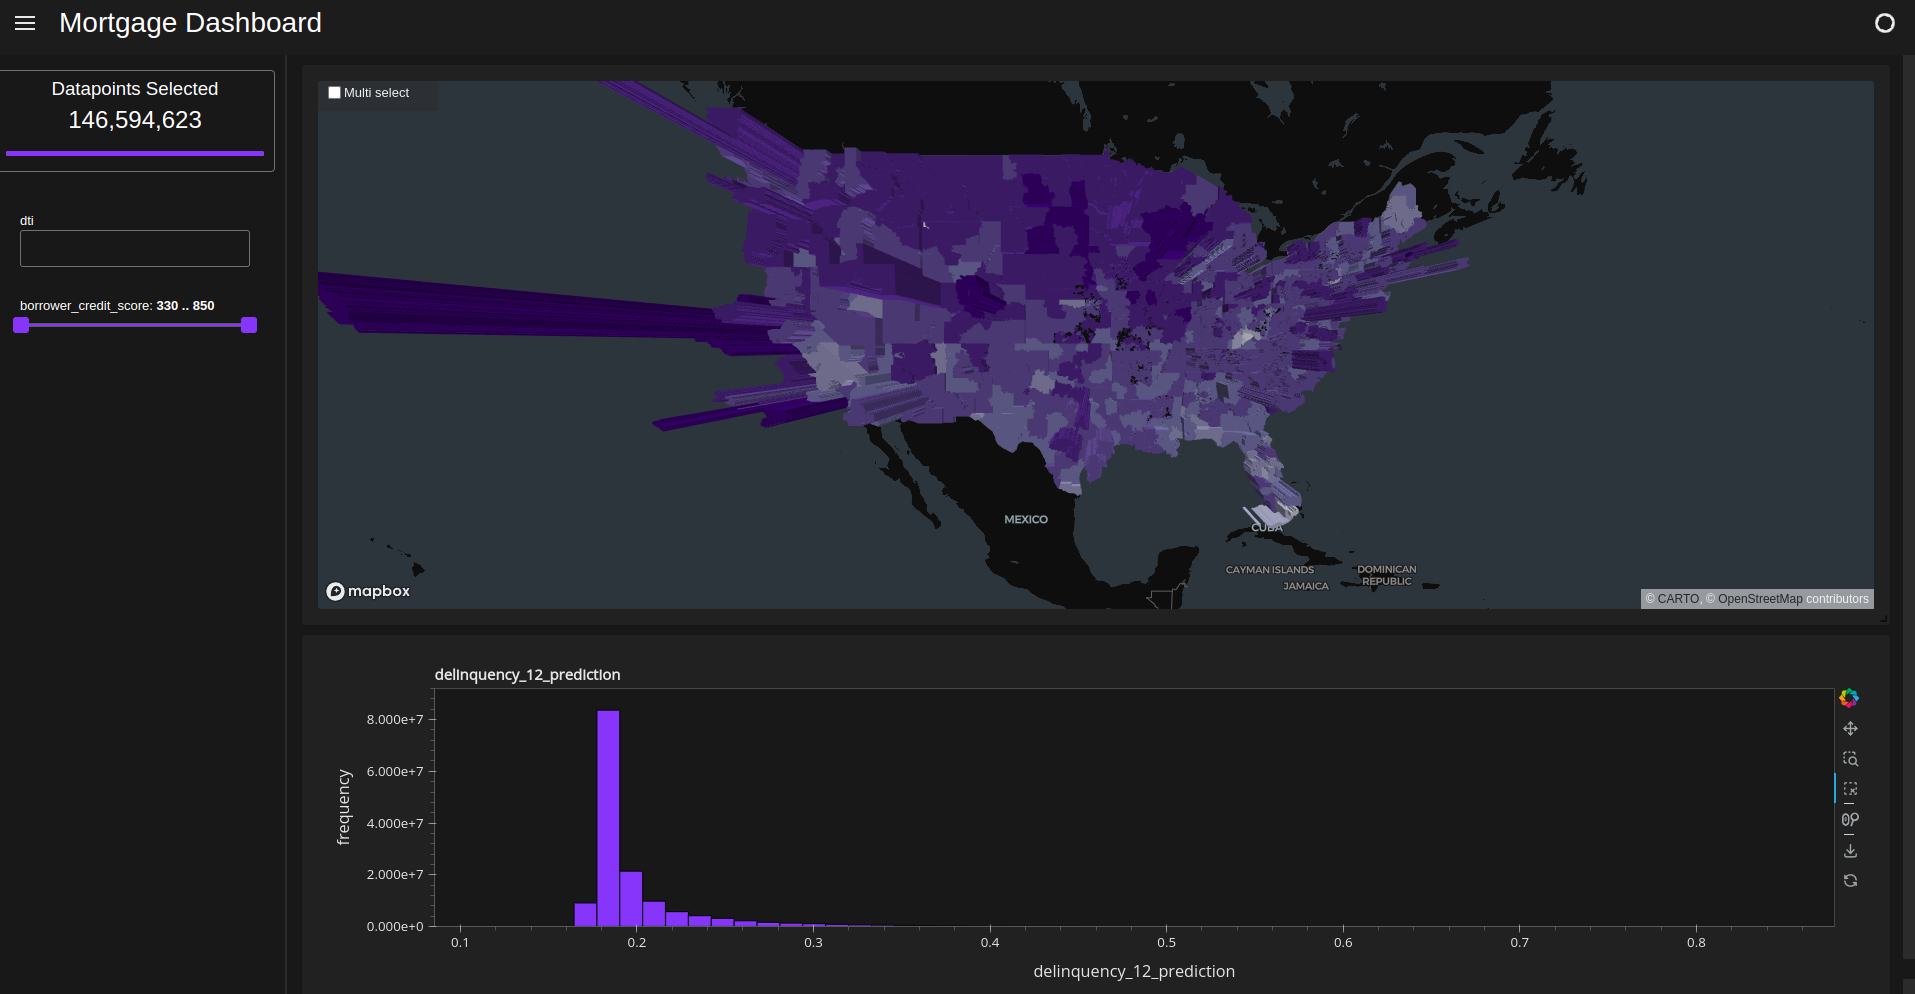 Mortgage Dashboard
Datapoints Selected
146,594,623
dti
borrower_credit_score: 330 .. 850
Multi select
MEXICO
CUBA
CAYMAN ISLANDS
JAMAICA
DOMINICAN
REPUBLIC
mapbox
© CARTO, © OpenStreetMap contributors
delinquency_12_prediction
frequency
8.000e+7
6.000e+7
4.000e+7
2.000e+7
0.000e+0
0.1 0.2 0.3 0.4 0.5 0.6 0.7 0.8
delinquency_12_prediction